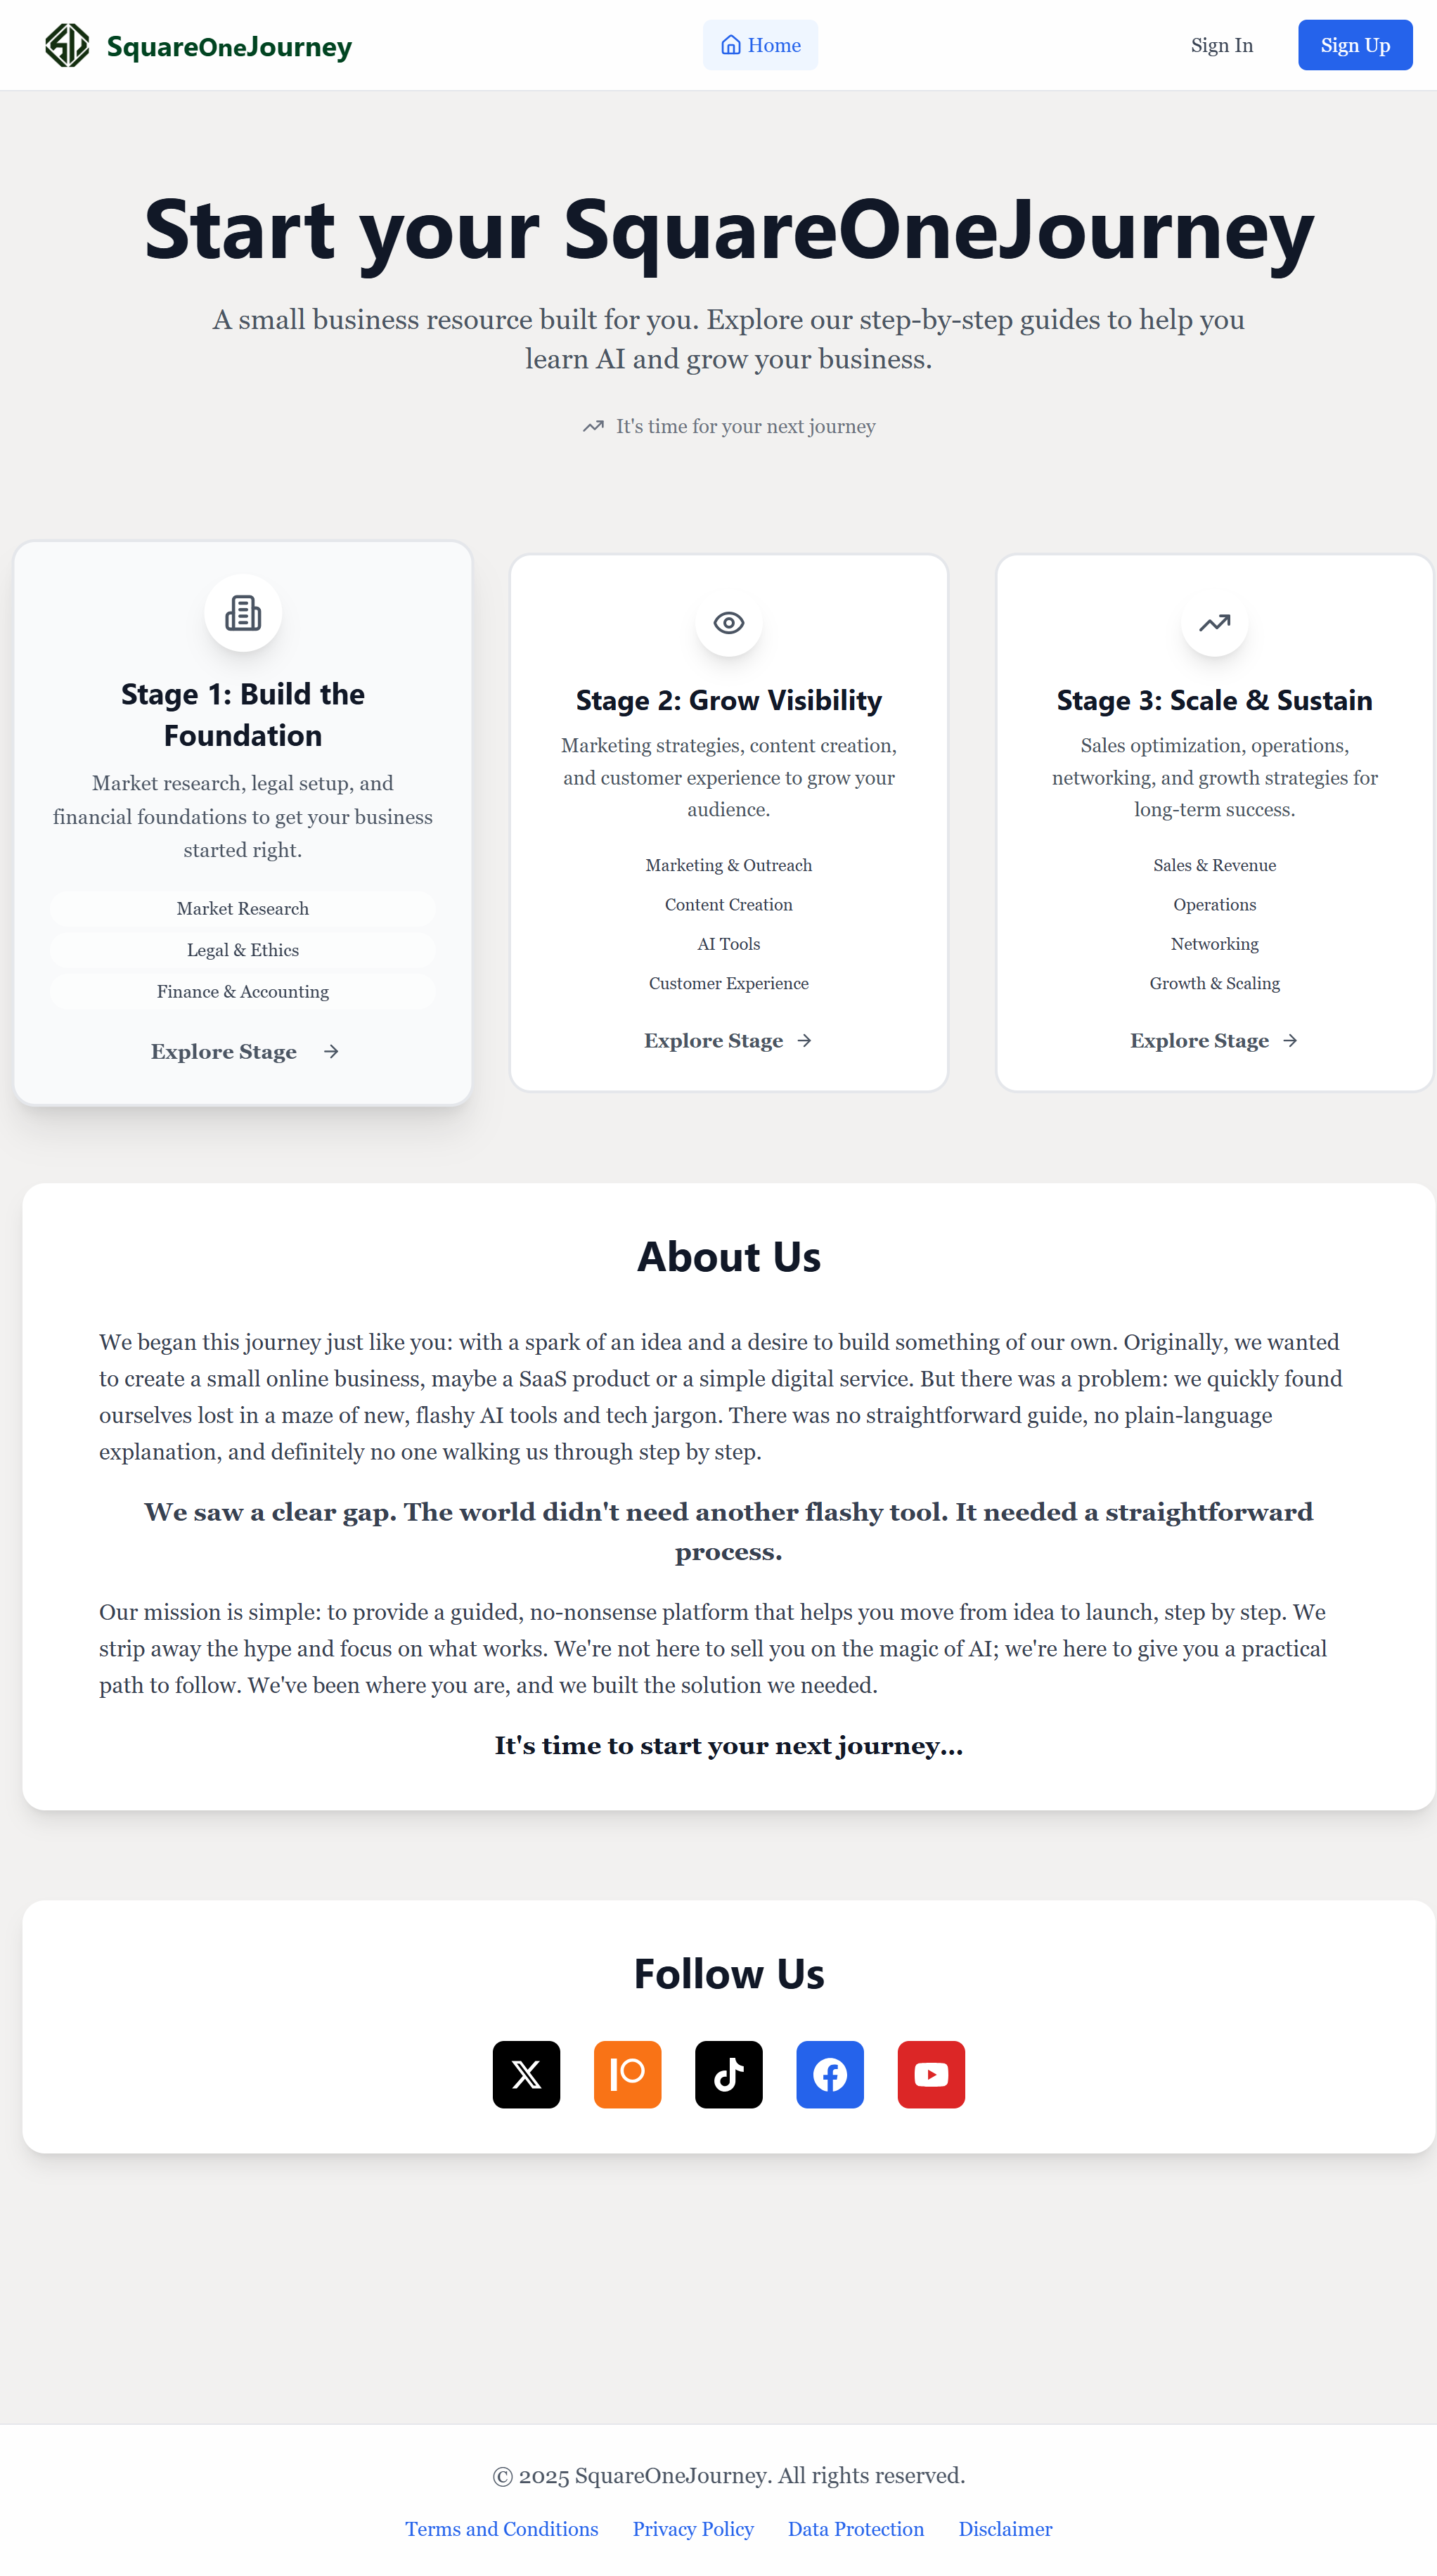 SquareOneJourney
Home
Sign In
Sign Up
Start your SquareOneJourney
A small business resource built for you. Explore our step-by-step guides to help you
learn AI and grow your business.
It's time for your next journey
Stage 1: Build the
Foundation
Market research, legal setup, and
financial foundations to get your business
started right.
Market Research
Legal & Ethics
Finance & Accounting
Explore Stage
Stage 2: Grow Visibility
Marketing strategies, content creation,
and customer experience to grow your
audience.
Marketing & Outreach
Content Creation
AI Tools
Customer Experience
Explore Stage
Stage 3: Scale & Sustain
Sales optimization, operations,
networking, and growth strategies for
long-term success.
Sales & Revenue
Operations
Networking
Growth & Scaling
Explore Stage
About Us
We began this journey just like you: with a spark of an idea and a desire to build something of our own. Originally, we wanted
to create a small online business, maybe a SaaS product or a simple digital service. But there was a problem: we quickly found
ourselves lost in a maze of new, flashy AI tools and tech jargon. There was no straightforward guide, no plain-language
explanation, and definitely no one walking us through step by step.
We saw a clear gap. The world didn't need another flashy tool. It needed a straightforward
process.
Our mission is simple: to provide a guided, no-nonsense platform that helps you move from idea to launch, step by step. We
strip away the hype and focus on what works. We're not here to sell you on the magic of AI; we're here to give you a practical
path to follow. We've been where you are, and we built the solution we needed.
It's time to start your next journey...
Follow Us
© 2025 SquareOneJourney. All rights reserved.
Terms and Conditions
Privacy Policy
Data Protection
Disclaimer